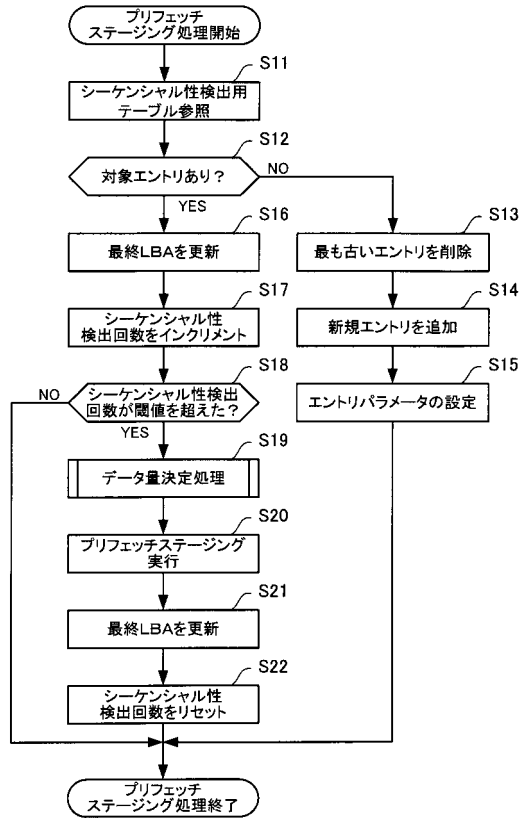 プリフェッチ
ステージング処理開始
S11
シーケンシャル性検出用
テーブル参照
S12
対象エントリあり？
NO
YES
S16
最終LBAを更新
S13
最も古いエントリを削除
S17
シーケンシャル性
検出回数をインクリメント
S14
新規エントリを追加
S18
シーケンシャル性検出
回数が閾値を超えた？
NO
YES
S15
エントリパラメータの設定
S19
データ量決定処理
S20
プリフェッチステージング
実行
S21
最終LBAを更新
S22
シーケンシャル性
検出回数をリセット
プリフェッチ
ステージング処理終了